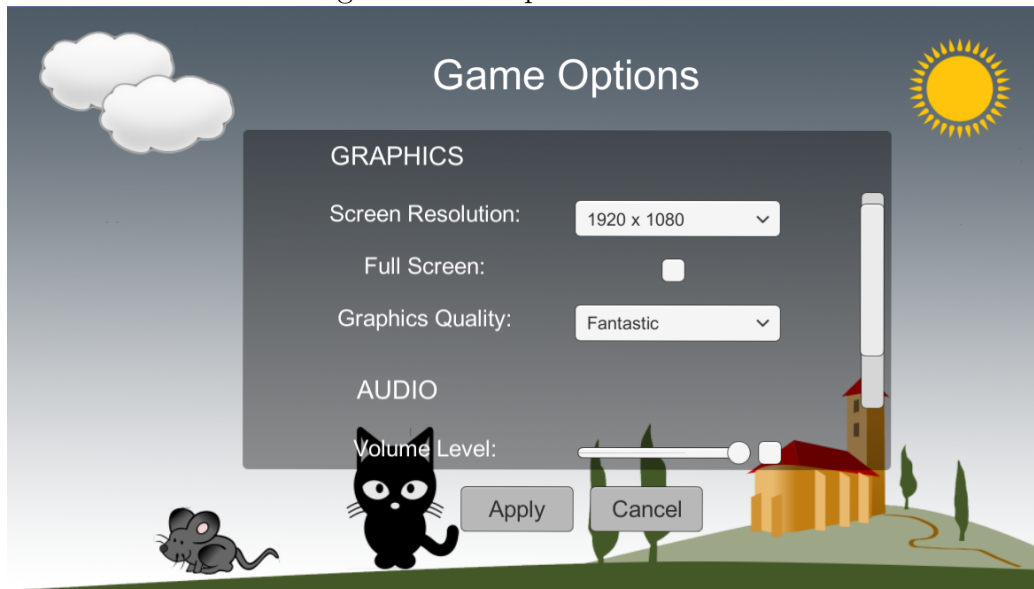 Game Options
GRAPHICS
Screen Resolution: 1920 x 1080
Full Screen:
Graphics Quality: Fantastic
AUDIO
Volume Level:
Apply Cancel